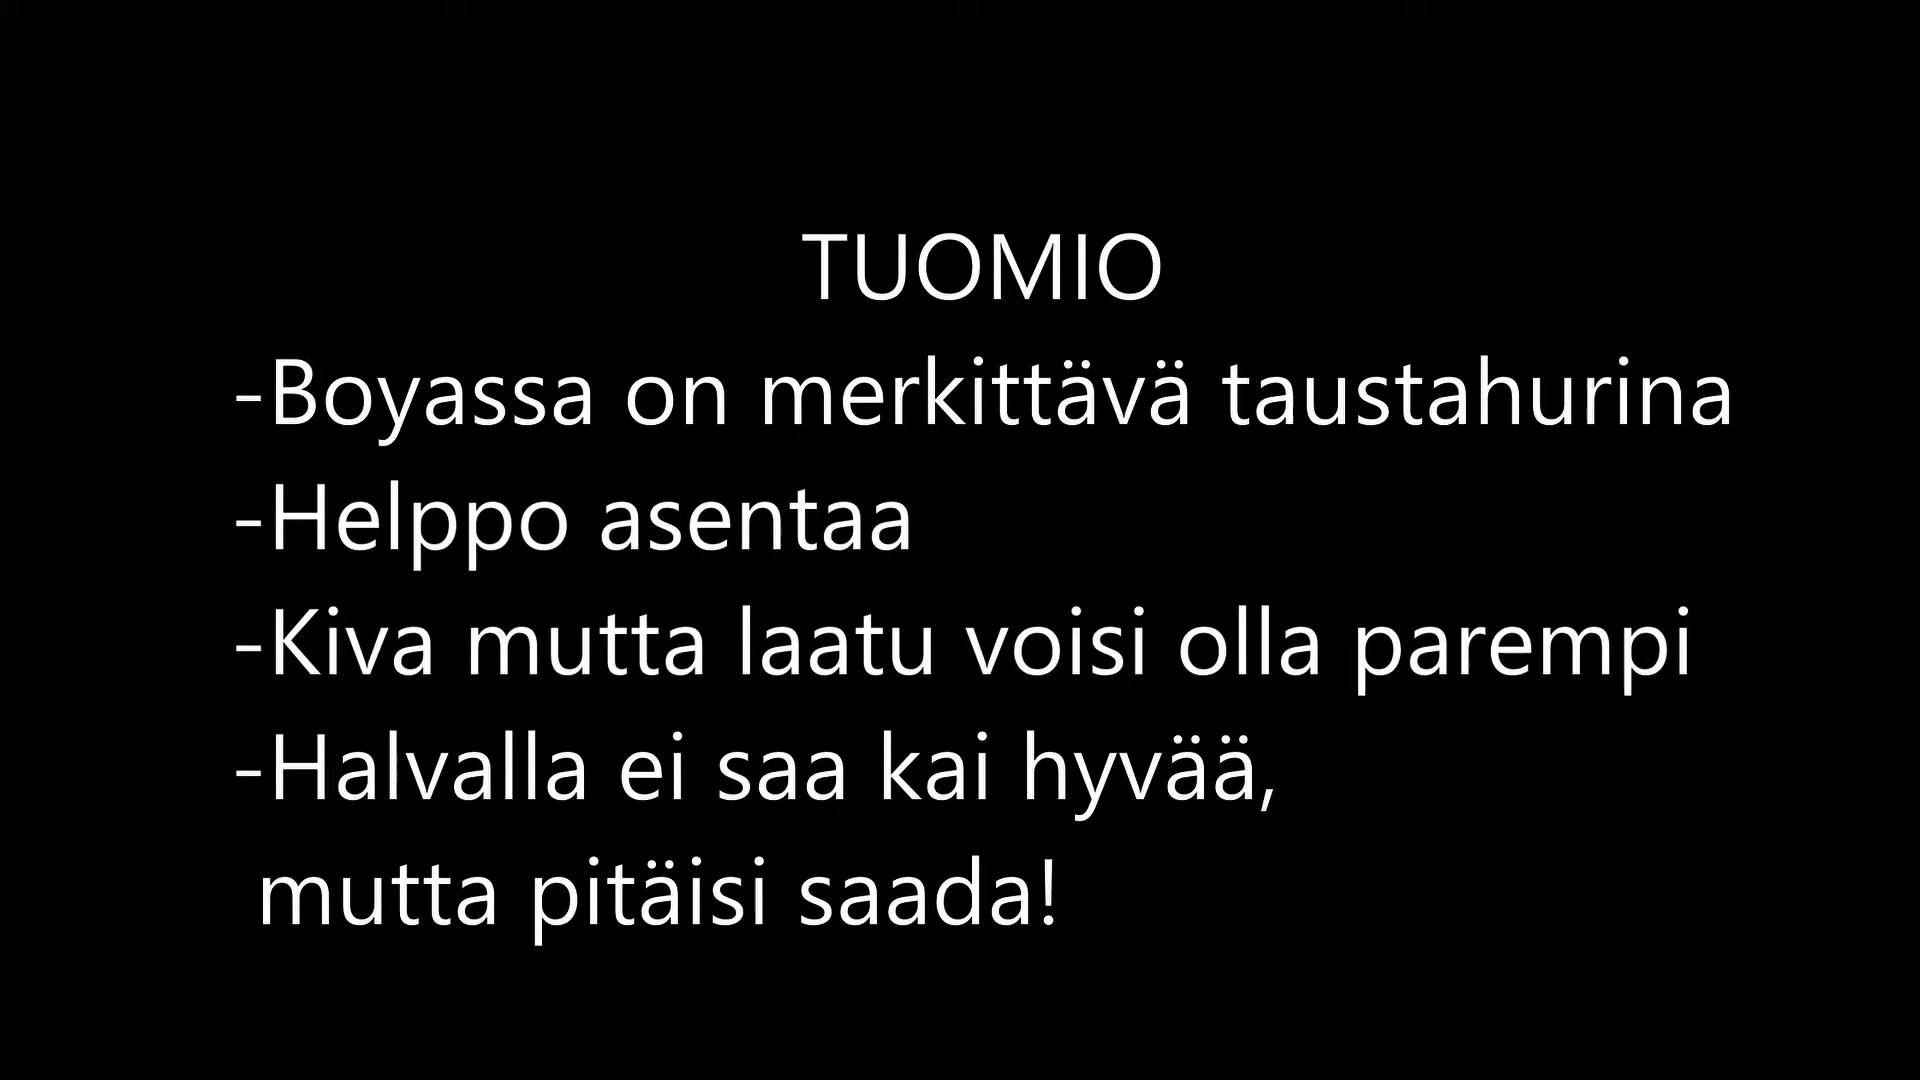 TUOMIO
-Boyassa on merkittävä taustahurina
-Helppo asentaa
-Kiva mutta laatu voisi olla parempi
-Halvalla ei saa kai hyvää,
mutta pitäisi saada!